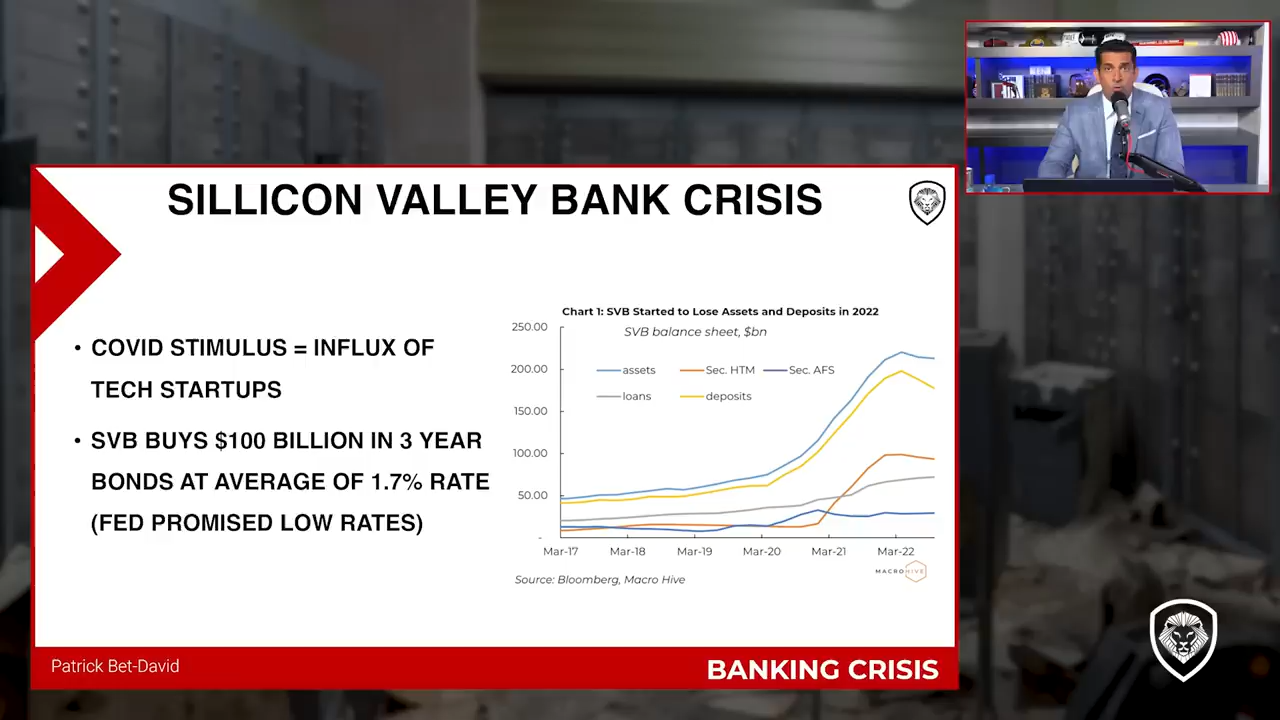 SILLICON VALLEY BANK CRISIS
• COVID STIMULUS = INFLUX OF
TECH STARTUPS
• SVB BUYS $100 BILLION IN 3 YEAR
BONDS AT AVERAGE OF 1.7% RATE
(FED PROMISED LOW RATES)
Chart 1: SVB Started to Lose Assets and Deposits in 2022
SVB balance sheet, $bn
250.00
200.00
150.00
100.00
50.00
-
assets
Sec. HTM
Sec. AFS
loans
deposits
Mar-17
Mar-18
Mar-19
Mar-20
Mar-21
Mar-22
MACROHIVE
Source: Bloomberg, Macro Hive
Patrick Bet-David
BANKING CRISIS